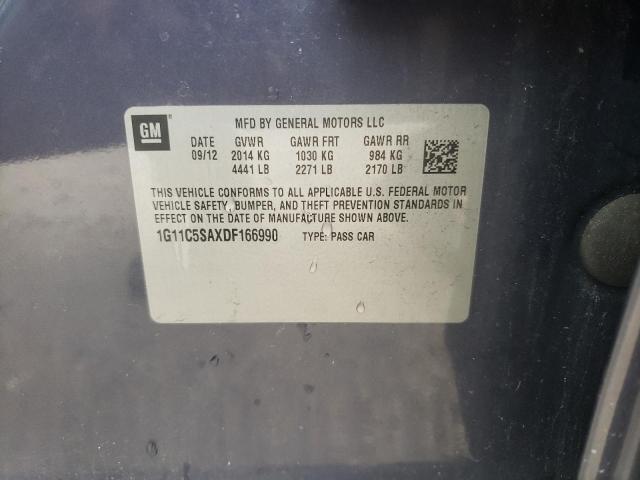 GM ®
MFD BY GENERAL MOTORS LLC
DATE GVWR GAWR FRT GAWR RR
09/12 2014 KG 1030 KG 984 KG
4441 LB 2271 LB 2170 LB
THIS VEHICLE CONFORMS TO ALL APPLICABLE U.S. FEDERAL MOTOR
VEHICLE SAFETY, BUMPER, AND THEFT PREVENTION STANDARDS IN
EFFECT ON THE DATE OF MANUFACTURE SHOWN ABOVE.
1G11C5SAXDF166990 TYPE: PASS CAR